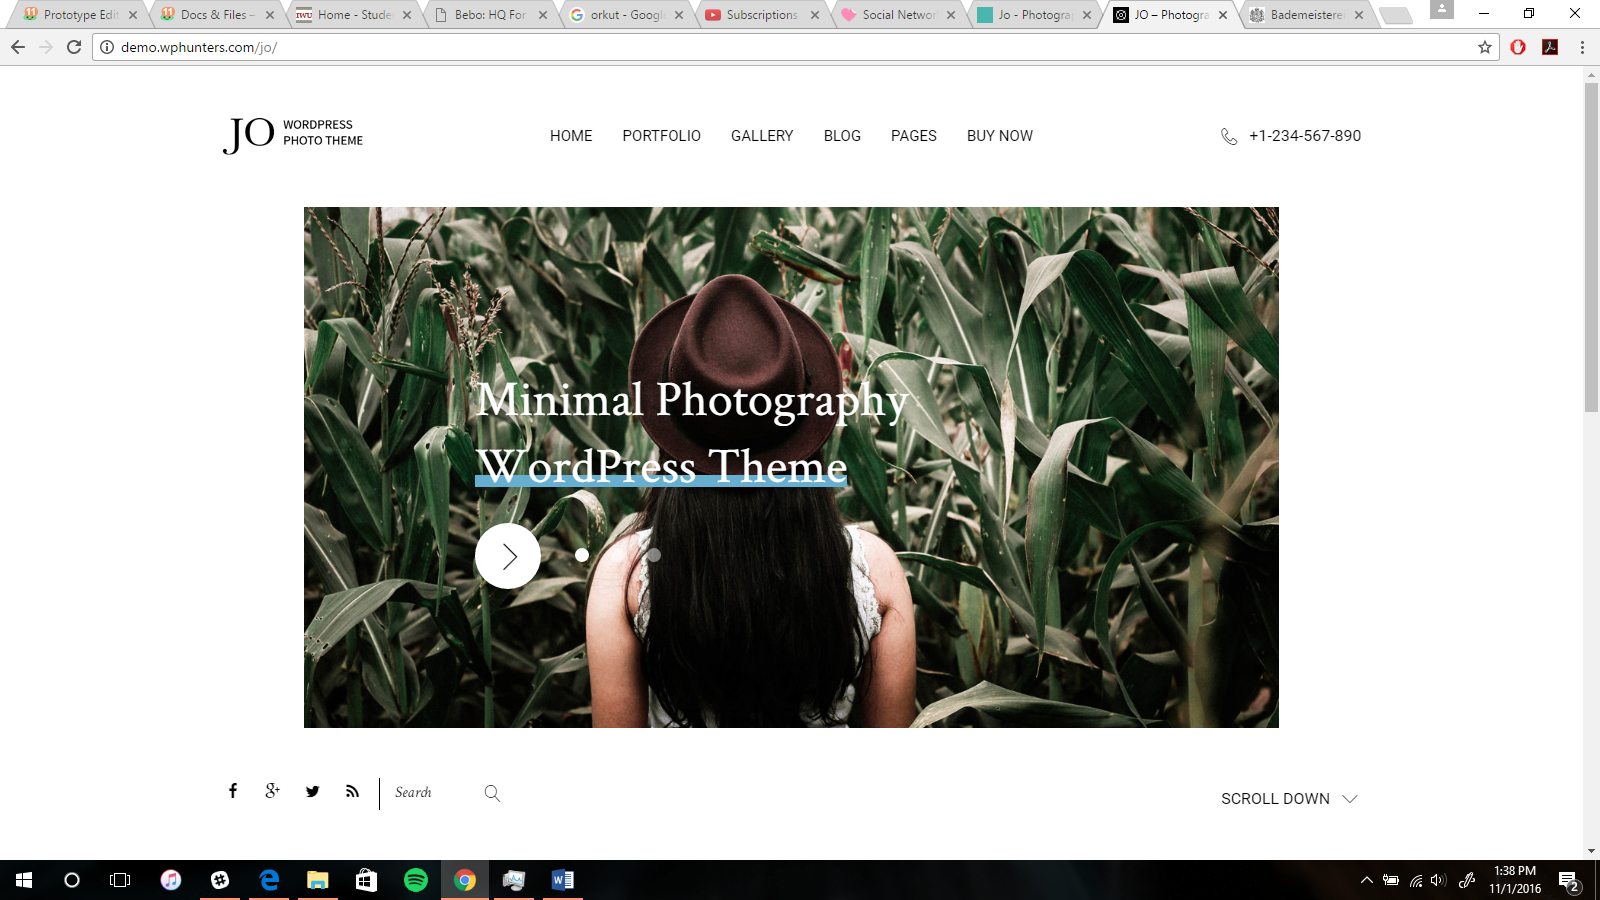 Prototype Edit
Docs & Files –
IWU Home - Stude
Bebo: HQ For
orkut - Googl
Subscriptions
Social Networ
Jo - Photogra
JO – Photogra
Bademeistere
demo.wphunters.com/jo/
JO WORDPRESS
PHOTO THEME
HOME
PORTFOLIO
GALLERY
BLOG
PAGES
BUY NOW
+1-234-567-890
Minimal Photography
WordPress Theme
Search
SCROLL DOWN
1:38 PM
11/1/2016
2